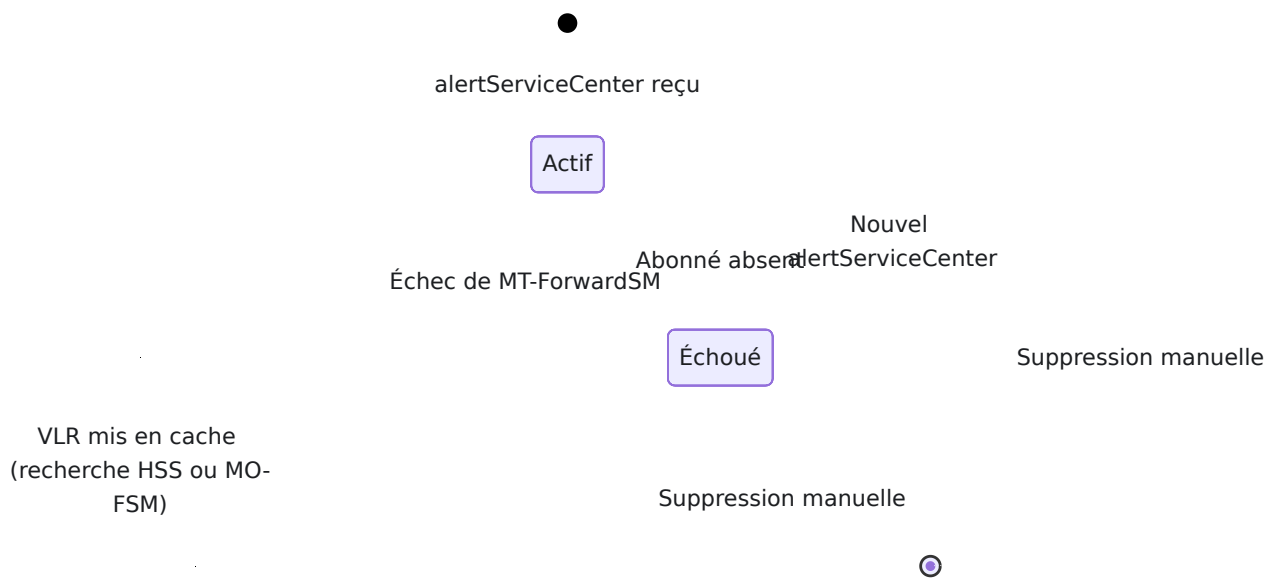 alertServiceCenter reçu
Actif
Nouvel
alertServiceCenter
Abonné absent
Échec de MT-ForwardSM
Échoué
Suppression manuelle
VLR mis en cache
(recherche HSS ou MO-
FSM)
Suppression manuelle